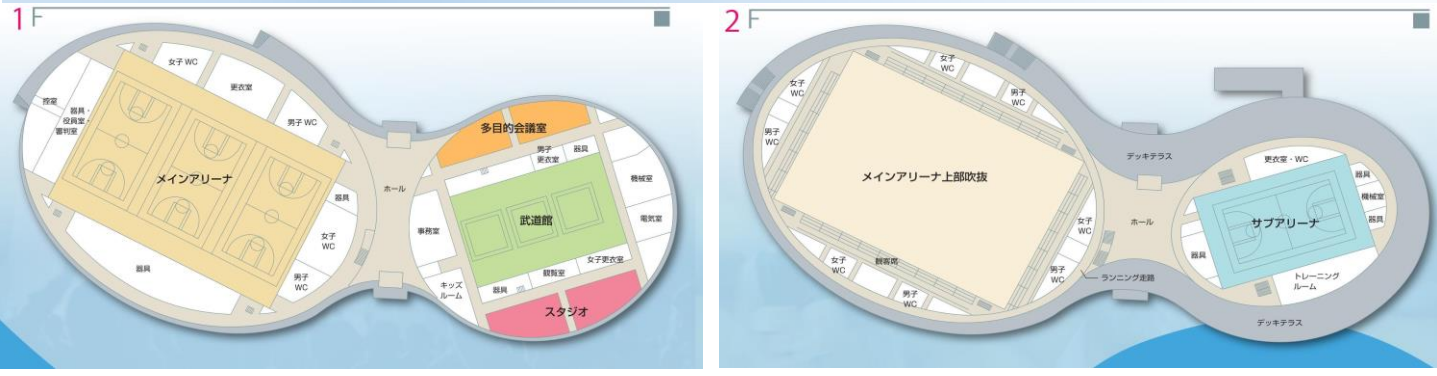 1F
女子 WC
更衣室
男子 WC
控室
器具・
役員室・
審判室
メインアリーナ
器具
女子
WC
男子
WC
器具
ホール
多目的会議室
男子
更衣室
器具
機械室
電気室
武道館
事務室
キッズ
ルーム
器具
観覧室
女子更衣室
スタジオ
2F
女子
WC
男子
WC
女子
WC
男子
WC
メインアリーナ上部吹抜
女子
WC
男子
WC
女子
WC
観客席
男子
WC
デッキテラス
ホール
ランニング走路
更衣室・WC
器具
機械室
器具
サブアリーナ
器具
トレーニング
ルーム
デッキテラス